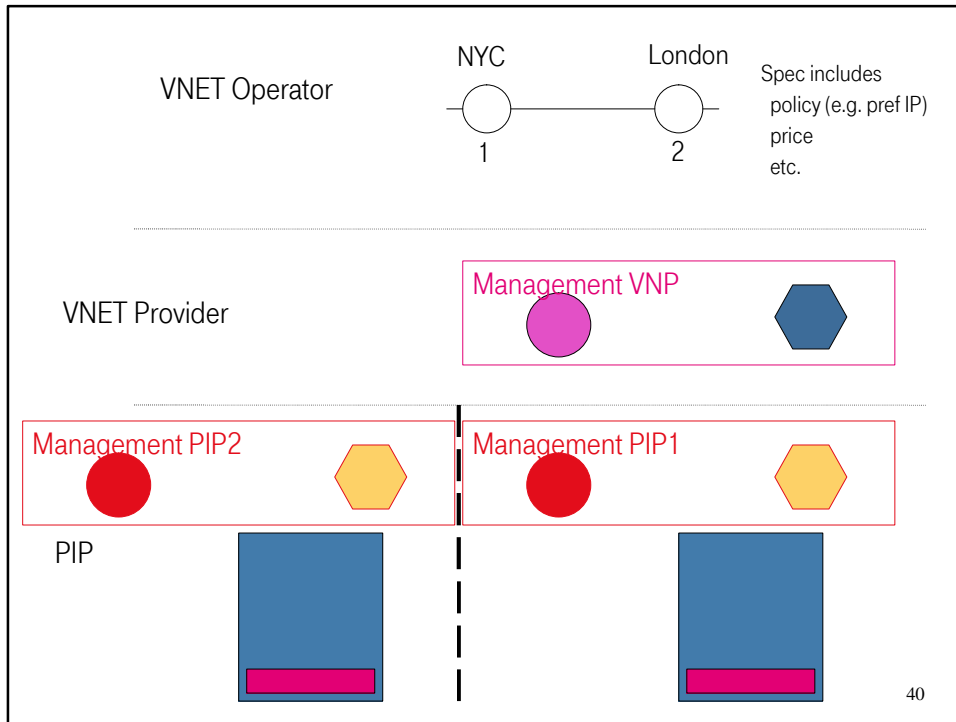 NYC
London
VNET Operator
Spec includes
policy (e.g. pref IP)
price
etc.
1
2
Management VNP
VNET Provider
Management PIP2
Management PIP1
PIP
40